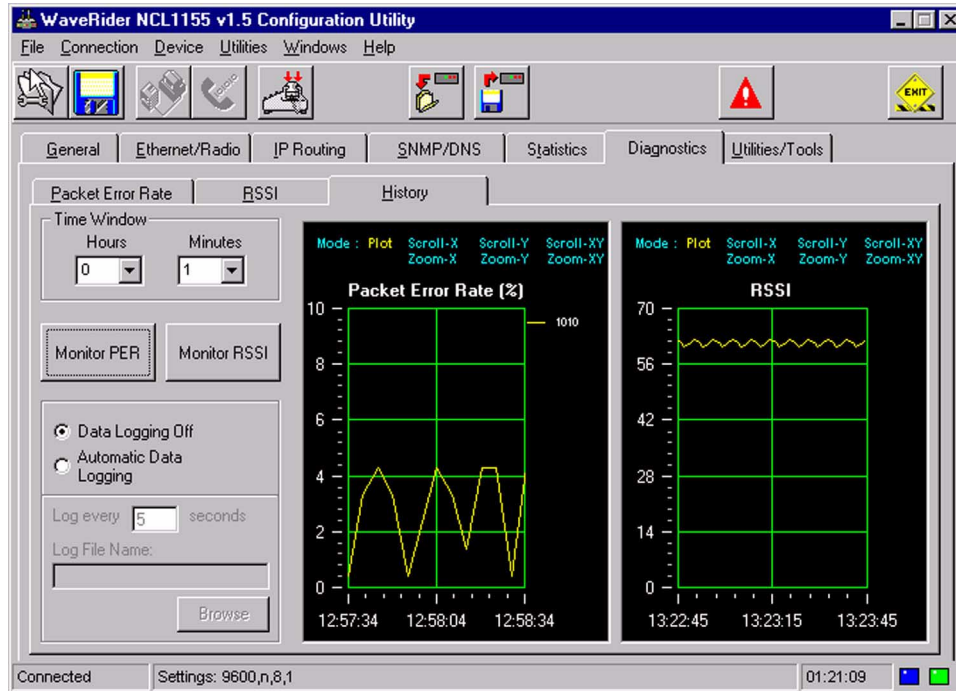 WaveRider NCL1155 v1.5 Configuration Utility
File Connection Device Utilities Windows Help
EXIT
General Ethernet/Radio IP Routing SNMP/DNS Statistics Diagnostics Utilities/Tools
Packet Error Rate RSSI History
Time Window
Hours Minutes
0 1
Monitor PER Monitor RSSI
Data Logging Off
Automatic Data
Logging
Log every 5 seconds
Log File Name:
Browse
Mode : Plot Scroll-X Scroll-Y Scroll-XY
Zoom-X Zoom-Y Zoom-XY
Packet Error Rate (%)
10
8
6
4
2
0
1010
12:57:34 12:58:04 12:58:34
Mode : Plot Scroll-X Scroll-Y Scroll-XY
Zoom-X Zoom-Y Zoom-XY
RSSI
70
56
42
28
14
0
13:22:45 13:23:15 13:23:45
Connected Settings: 9600,n,8,1 01:21:09